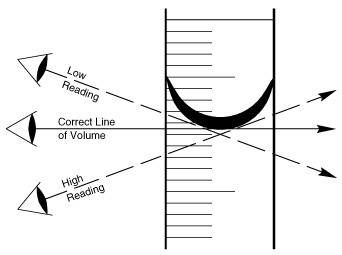 Low
Reading
Correct Line
of Volume
High
Reading